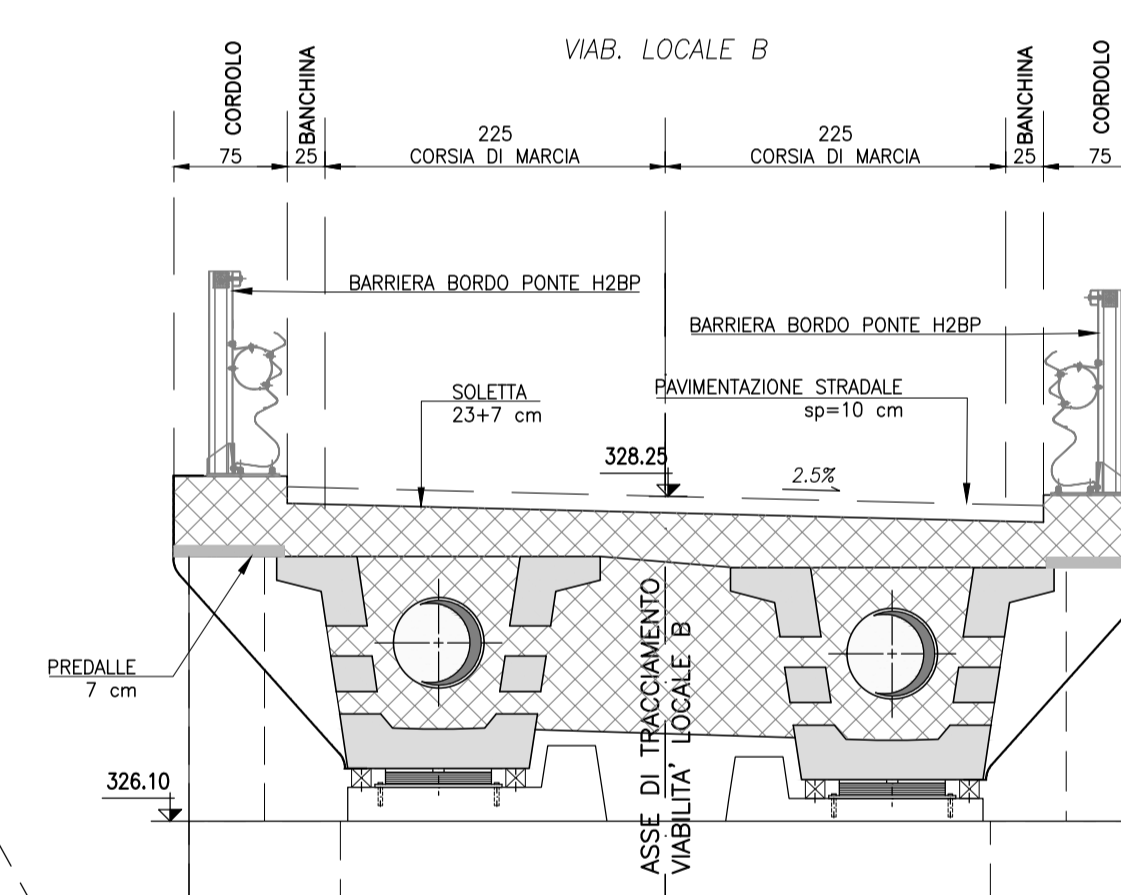 VIAB. LOCALE B
CORDOLO
BANCHINA
BANCHINA
CORDOLO
75
25
225
CORSIA DI MARCIA
225
CORSIA DI MARCIA
25
75
BARRIERA BORDO PONTE H2BP
BARRIERA BORDO PONTE H2BP
SOLETTA
23+7 cm
PAVIMENTAZIONE STRADALE
sp=10 cm
328.25
2.5%
PREDALLE
7 cm
326.10
ASSE DI TRACCIAMENTO
VIABILITA' LOCALE B